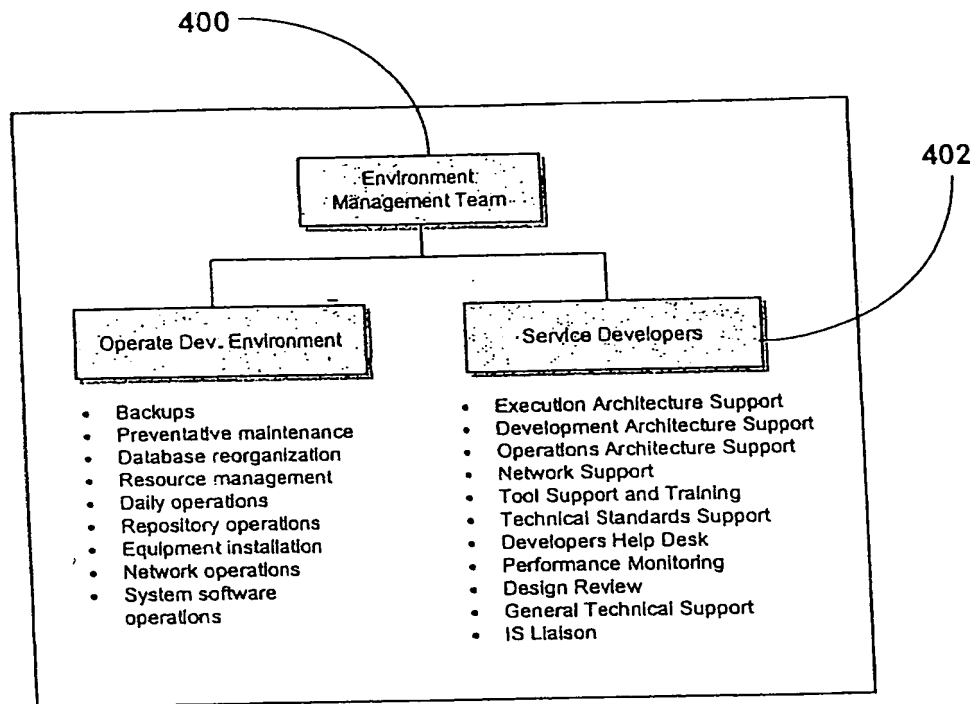 400
402
Environment
Management Team
Operate Dev. Environment
Service Developers
• Backups
• Preventative maintenance
• Database reorganization
• Resource management
• Daily operations
• Repository operations
• Equipment installation
• Network operations
• System software
operations
• Execution Architecture Support
• Development Architecture Support
• Operations Architecture Support
• Network Support
• Tool Support and Training
• Technical Standards Support
• Developers Help Desk
• Performance Monitoring
• Design Review
• General Technical Support
• IS Liaison